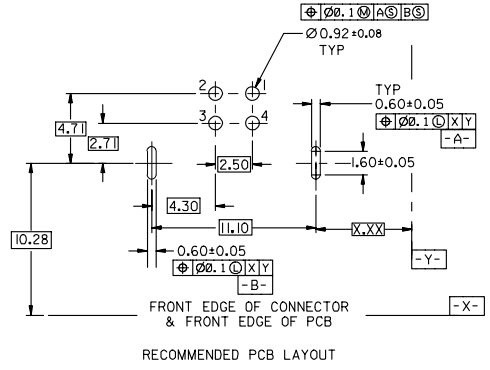 ⌖ Ø0.1 Ⓜ A Ⓢ B Ⓢ
Ø 0.92 ±0.08
TYP
2 1
3 4
TYP
0.60±0.05
⌖ Ø0.1 Ⓛ X Y
-A-
4.71
2.71
2.50
1.60±0.05
4.30
11.10
X.XX
10.28
0.60±0.05
⌖ Ø0.1 Ⓛ X Y
-B-
-Y-
FRONT EDGE OF CONNECTOR
& FRONT EDGE OF PCB
-X-
RECOMMENDED PCB LAYOUT